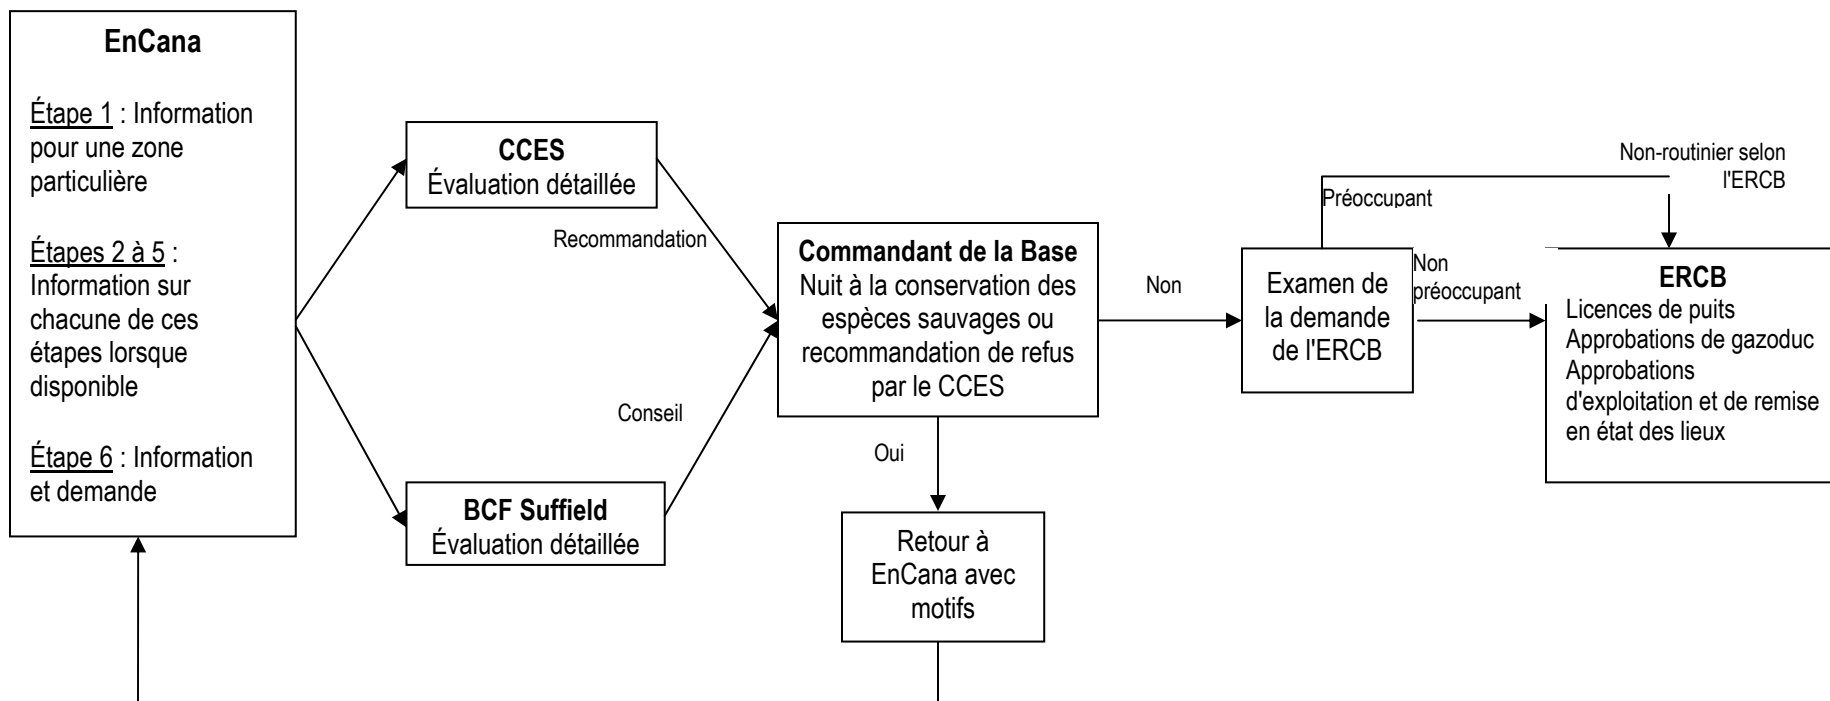 EnCana
Étape 1 : Information
pour une zone
particulière
Étapes 2 à 5 :
Information sur
chacune de ces
étapes lorsque
disponible
Étape 6 : Information
et demande
CCES
Évaluation détaillée
Recommandation
BCF Suffield
Évaluation détaillée
Conseil
Commandant de la Base
Nuit à la conservation des
espèces sauvages ou
recommandation de refus
par le CCES
Oui
Retour à
EnCana avec
motifs
Non
Examen de
la demande
de l'ERCB
Préoccupant
Non-routinier selon
l'ERCB
Non
préoccupant
ERCB
Licences de puits
Approbations de gazoduc
Approbations
d'exploitation et de remise
en état des lieux